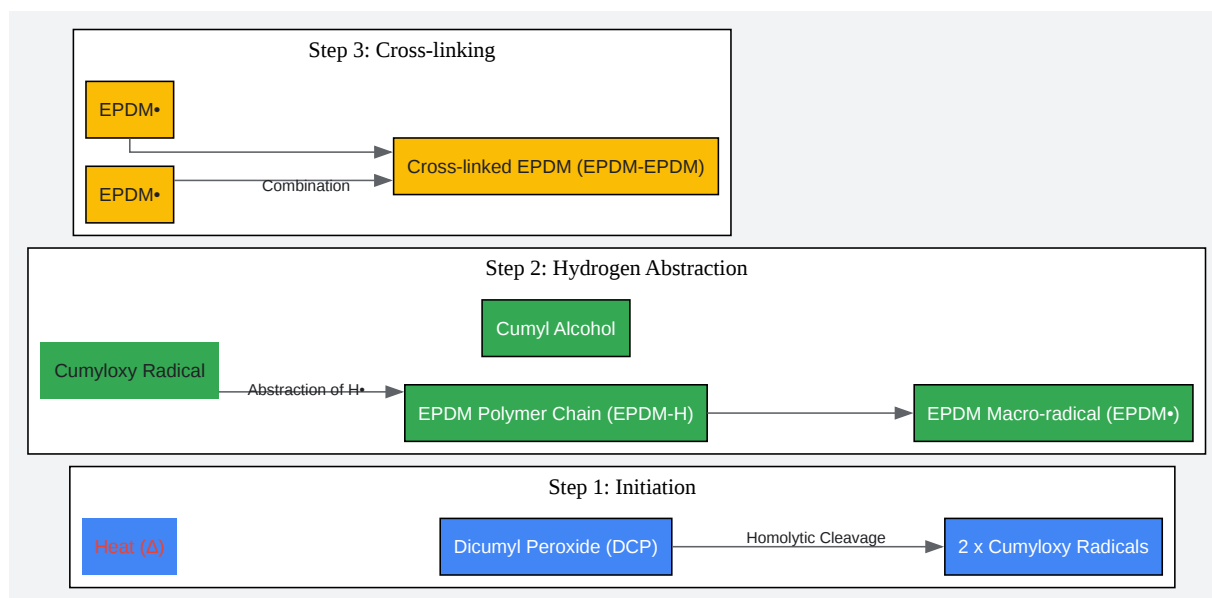 Step 3: Cross-linking
EPDM•
Cross-linked EPDM (EPDM-EPDM)
EPDM•
Combination
Step 2: Hydrogen Abstraction
Cumyl Alcohol
Cumyloxy Radical
Abstraction of H•
EPDM Polymer Chain (EPDM-H)
EPDM Macro-radical (EPDM•)
Step 1: Initiation
Heat (Δ)
Dicumyl Peroxide (DCP)
Homolytic Cleavage
2 x Cumyloxy Radicals